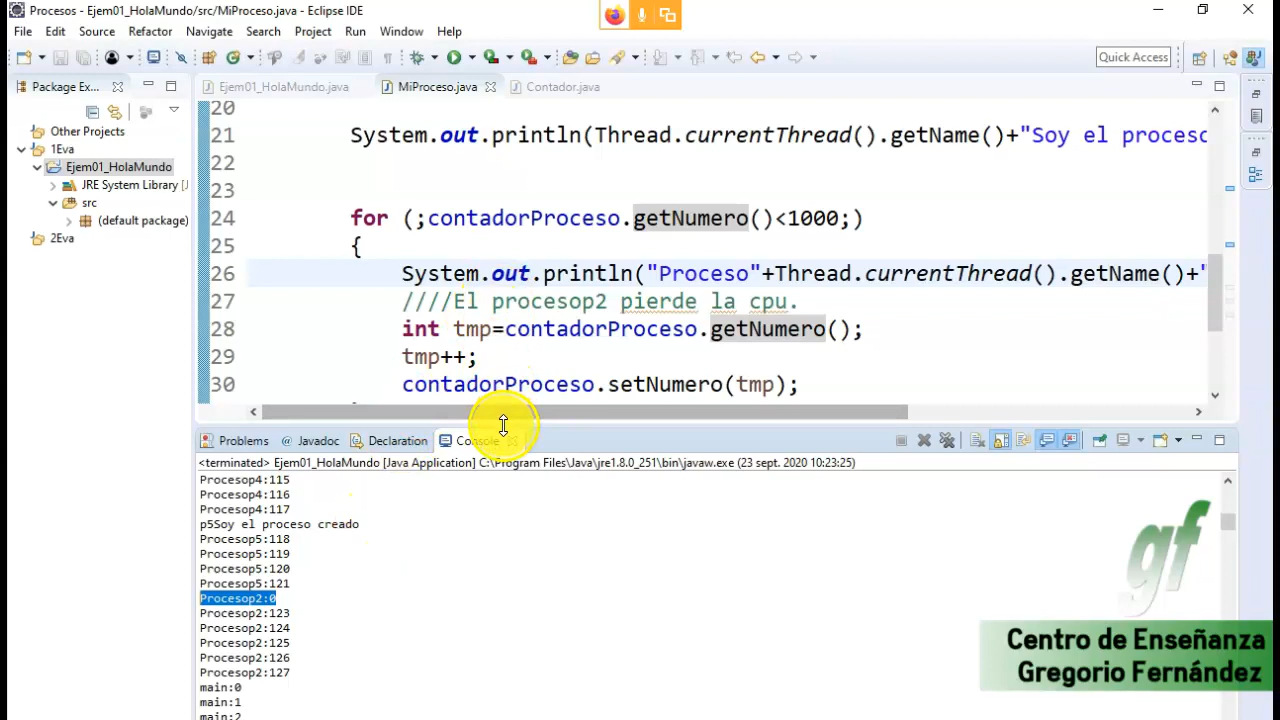 Procesos - Ejem01_HolaMundo/src/MiProceso.java - Eclipse IDE
File Edit Source Refactor Navigate Search Project Run Window Help
Quick Access
Package Ex...
Ejem01_HolaMundo.java MiProceso.java Contador.java
Other Projects
1Eva
Ejem01_HolaMundo
JRE System Library [J
src
(default package)
2Eva
20
21 System.out.println(Thread.currentThread().getName()+"Soy el proceso
22
23
24 for (;contadorProceso.getNumero()<1000;)
25 {
26 System.out.println("Proceso"+Thread.currentThread().getName()+"
27 ////El procesop2 pierde la cpu.
28 int tmp=contadorProceso.getNumero();
29 tmp++;
30 contadorProceso.setNumero(tmp);
Problems Javadoc Declaration Console
<terminated> Ejem01_HolaMundo [Java Application] C:\Program Files\Java\jre1.8.0_251\bin\javaw.exe (23 sept. 2020 10:23:25)
Procesop4:115
Procesop4:116
Procesop4:117
p5Soy el proceso creado
Procesop5:118
Procesop5:119
Procesop5:120
Procesop5:121
Procesop2:0
Procesop2:123
Procesop2:124
Procesop2:125
Procesop2:126
Procesop2:127
main:0
main:1
main:2
gf
Centro de Enseñanza
Gregorio Fernández